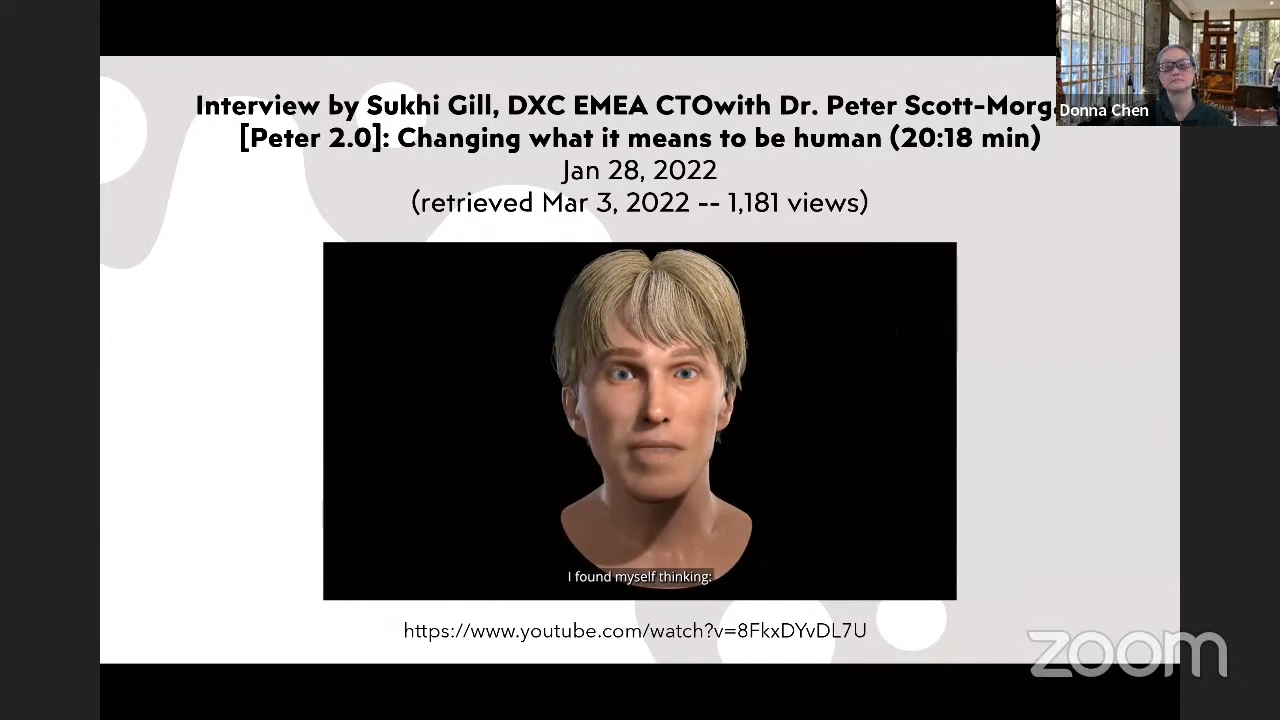 Interview by Sukhi Gill, DXC EMEA CTOwith Dr. Peter Scott-Morg
[Peter 2.0]: Changing what it means to be human (20:18 min)
Jan 28, 2022
(retrieved Mar 3, 2022 -- 1,181 views)
Donna Chen
I found myself thinking:
https://www.youtube.com/watch?v=8FkxDYvDL7U
zoom